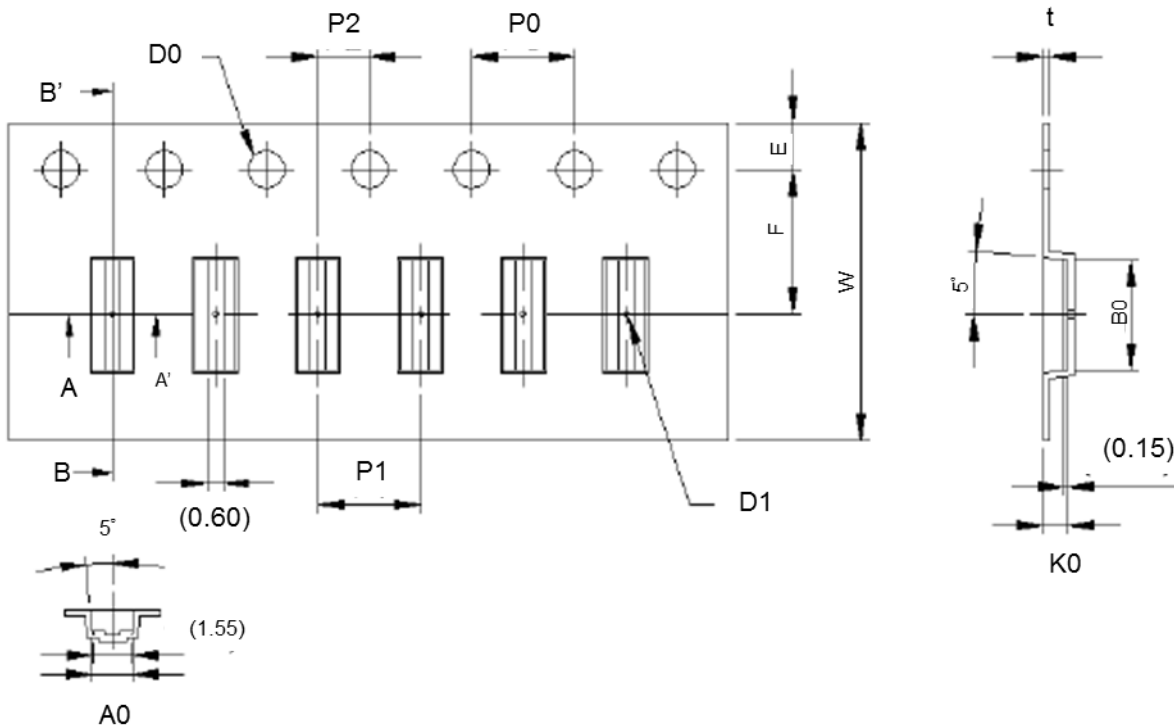 P2
P0
t
D0
B’
E
F
W
5°
B0
A
A'
B
P1
(0.60)
D1
(0.15)
K0
5°
(1.55)
A0